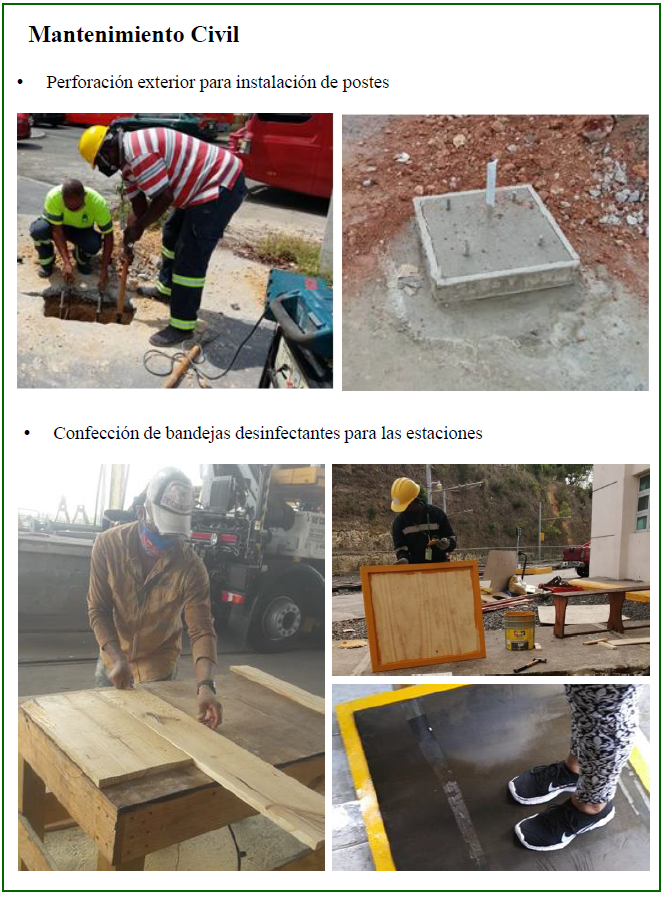 Mantenimiento Civil
• Perforación exterior para instalación de postes
• Confección de bandejas desinfectantes para las estaciones